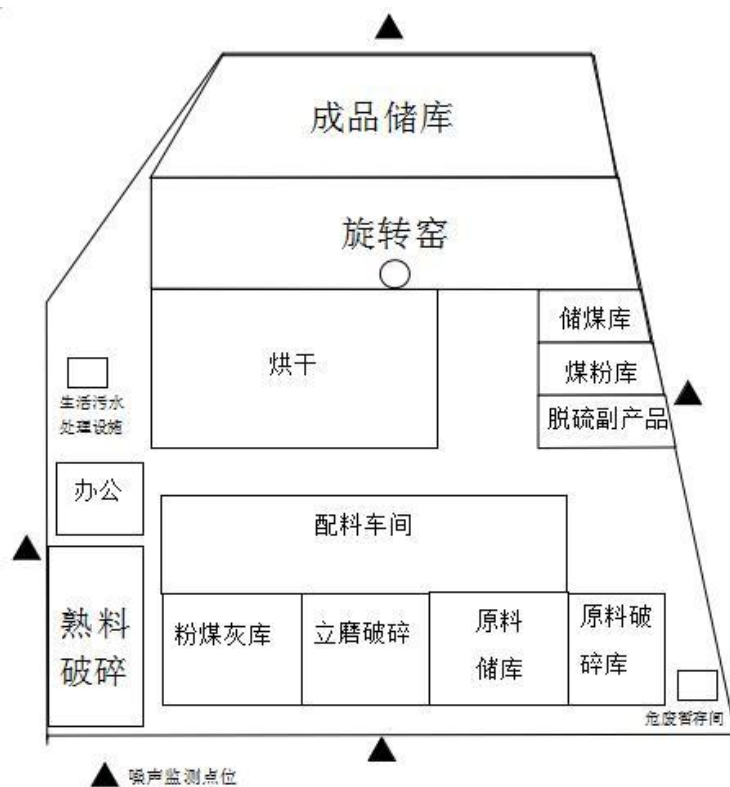 成品储库
旋转窑
储煤库
烘干
煤粉库
生活污水
处理设施
脱硫副产品
办公
配料车间
熟料
破碎
粉煤灰库
立磨破碎
原料
储库
原料破
碎库
危废暂存间
噪声监测点位